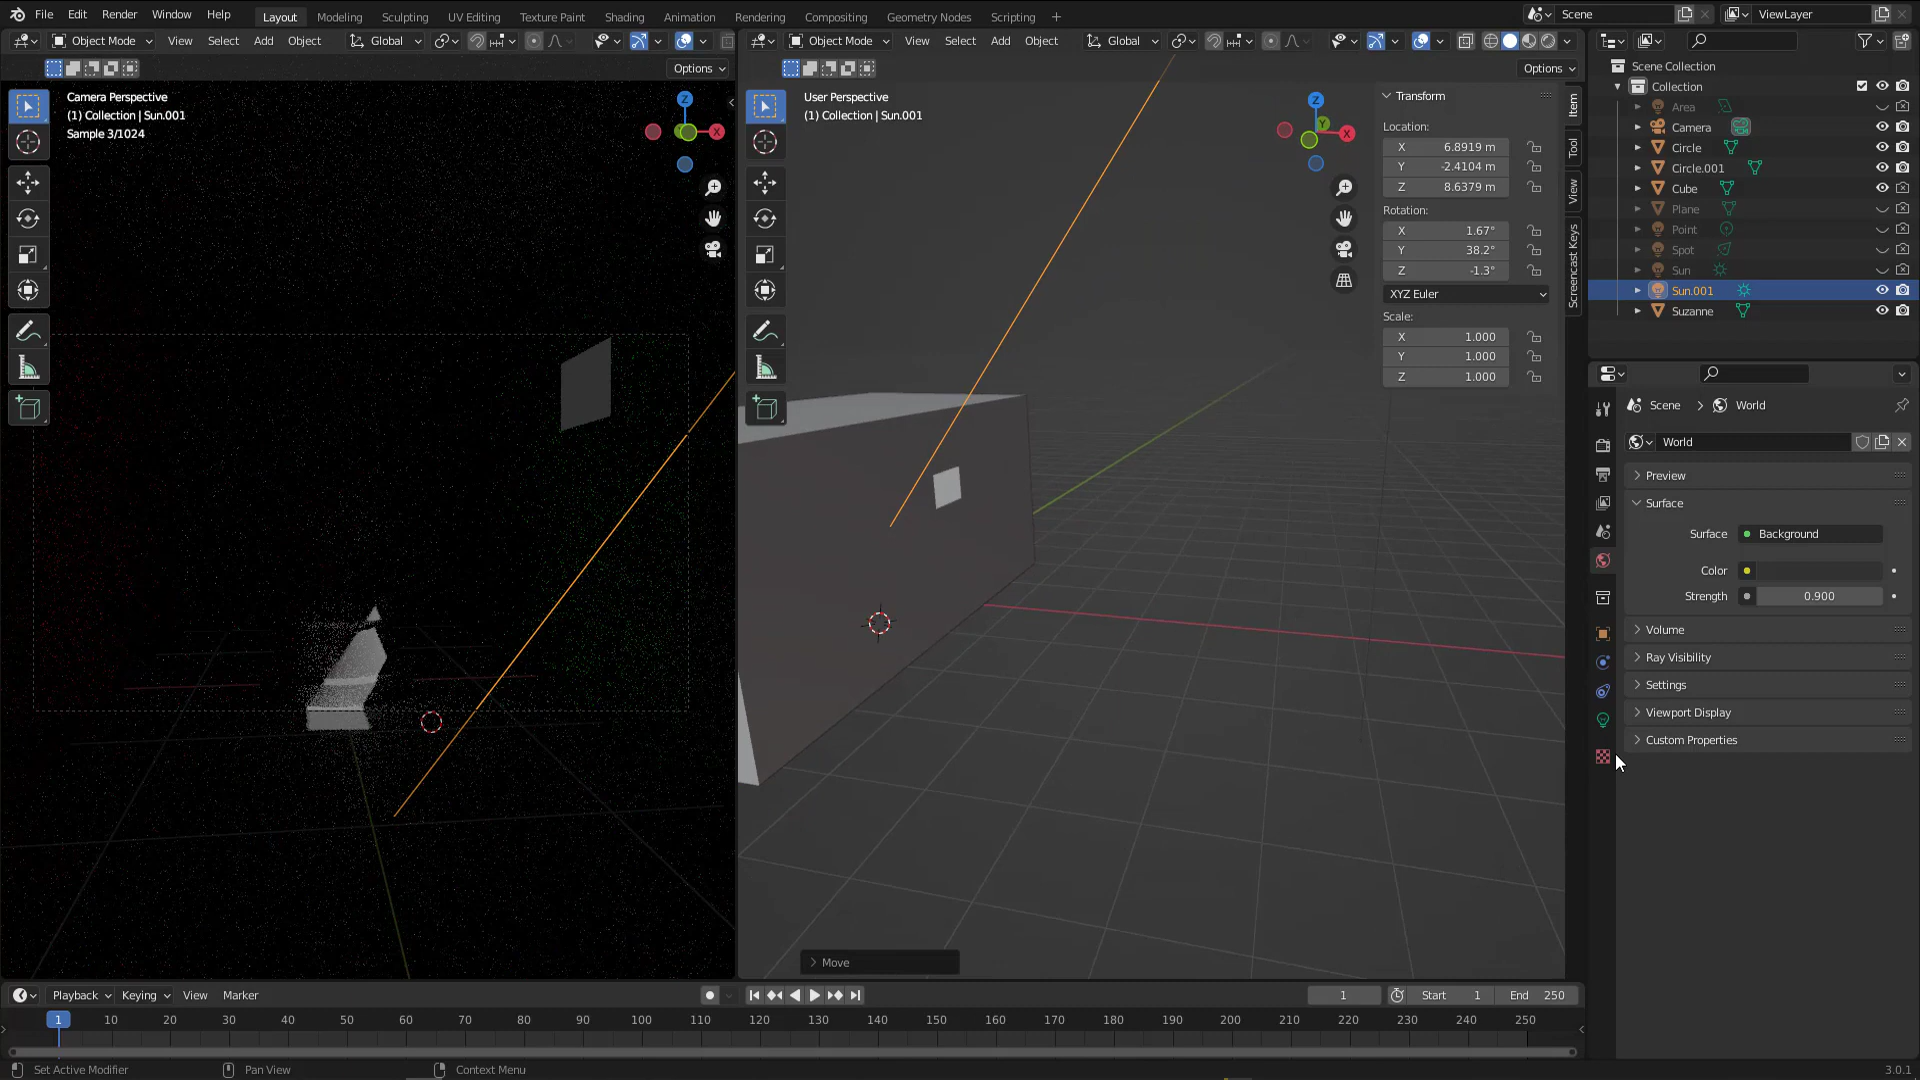 File Edit Render Window Help Layout Modeling Sculpting UV Editing Texture Paint Shading Animation Rendering Compositing Geometry Nodes Scripting + Scene ViewLayer
Object Mode View Select Add Object Global
Object Mode View Select Add Object Global
Options
Options
Camera Perspective
(1) Collection | Sun.001
Sample 3/1024
Z
X
User Perspective
(1) Collection | Sun.001
Z
Y
X
Transform
Location:
X 6.8919 m
Y -2.4104 m
Z 8.6379 m
Rotation:
X 1.67°
Y 38.2°
Z -1.3°
XYZ Euler
Scale:
X 1.000
Y 1.000
Z 1.000
Item
Tool
View
Screencast Keys
Move
Scene Collection
Collection
Area
Camera
Circle
Circle.001
Cube
Plane
Point
Spot
Sun
Sun.001
Suzanne
Scene > World
World
Preview
Surface
Surface Background
Color
Strength 0.900
Volume
Ray Visibility
Settings
Viewport Display
Custom Properties
Playback Keying View Marker 1 Start 1 End 250
1 10 20 30 40 50 60 70 80 90 100 110 120 130 140 150 160 170 180 190 200 210 220 230 240 250
Set Active Modifier Pan View Context Menu 3.0.1